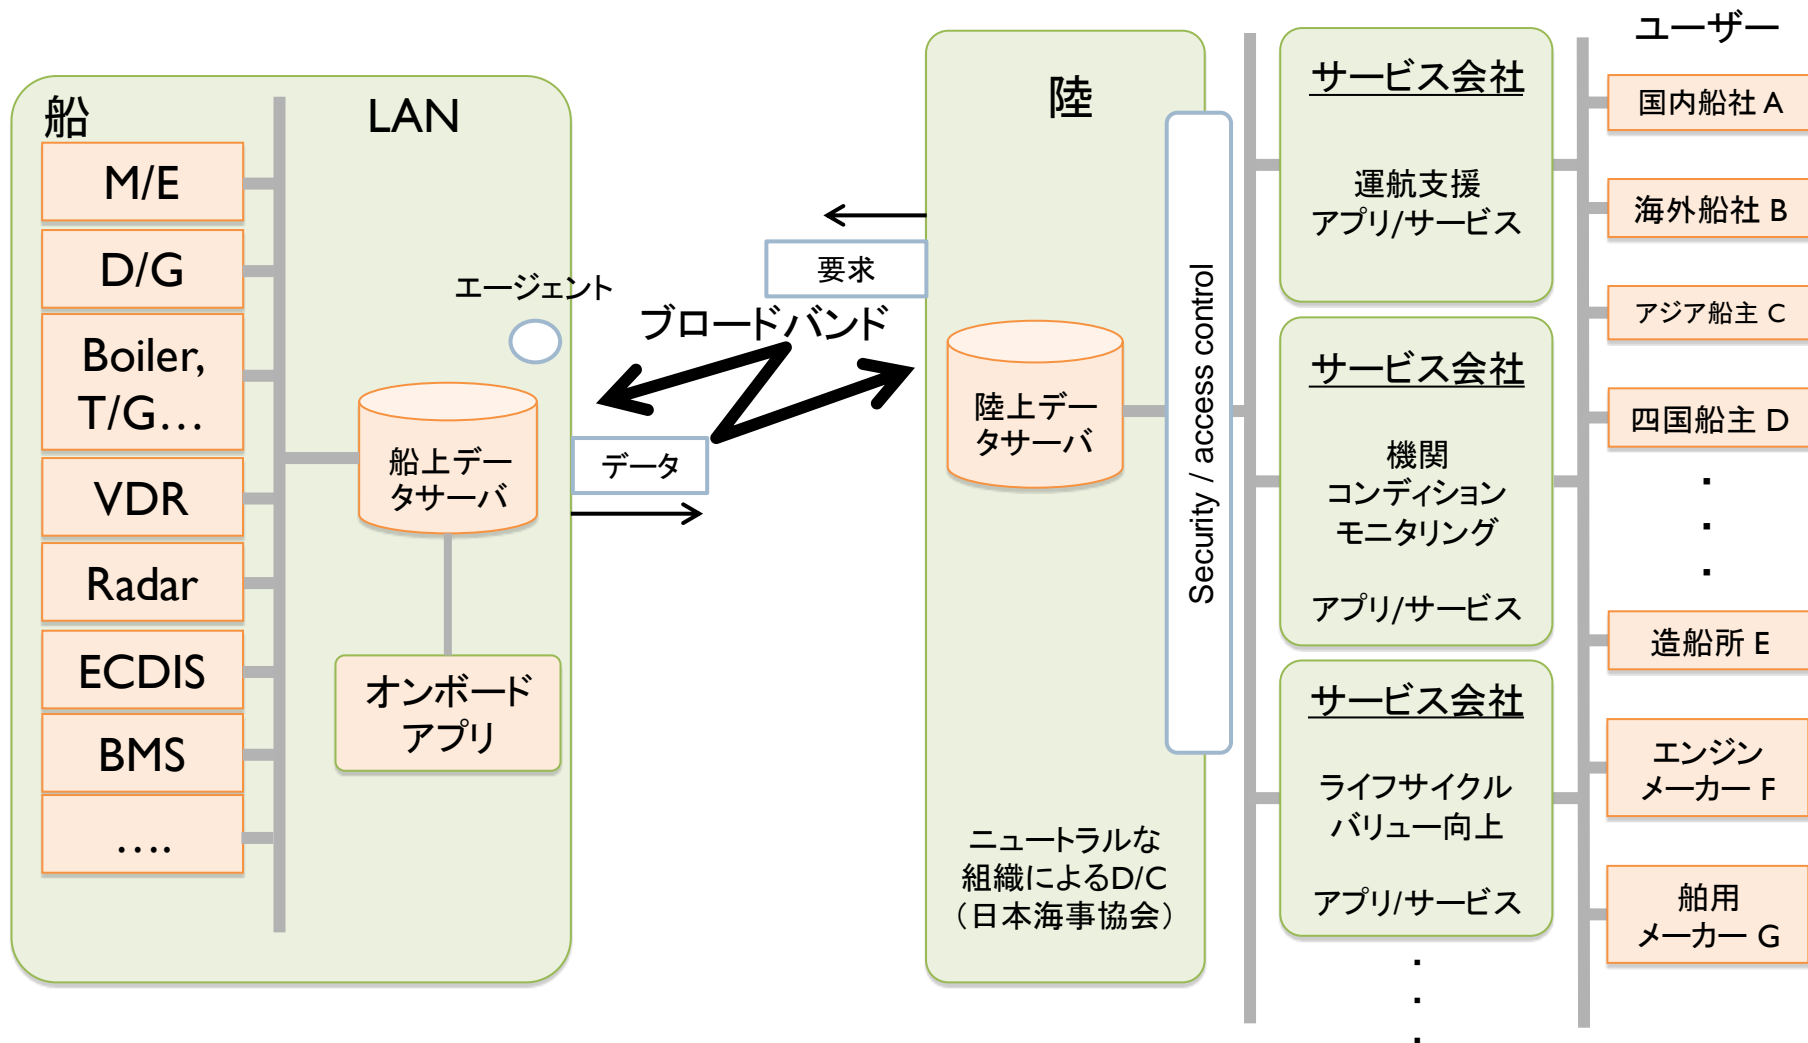 船
LAN
M/E
D/G
Boiler,
T/G…
VDR
Radar
ECDIS
BMS
….
エージェント
船上デー
タサーバ
オンボード
アプリ
ブロードバンド
要求
データ
陸
陸上デー
タサーバ
ニュートラルな
組織によるD/C
（日本海事協会）
Security / access control
サービス会社
運航支援
アプリ/サービス
サービス会社
機関
コンディション
モニタリング
アプリ/サービス
サービス会社
ライフサイクル
バリュー向上
アプリ/サービス
・
・
・
ユーザー
国内船社 A
海外船社 B
アジア船主 C
四国船主 D
・
・
・
造船所 E
エンジン
メーカー F
舶用
メーカー G